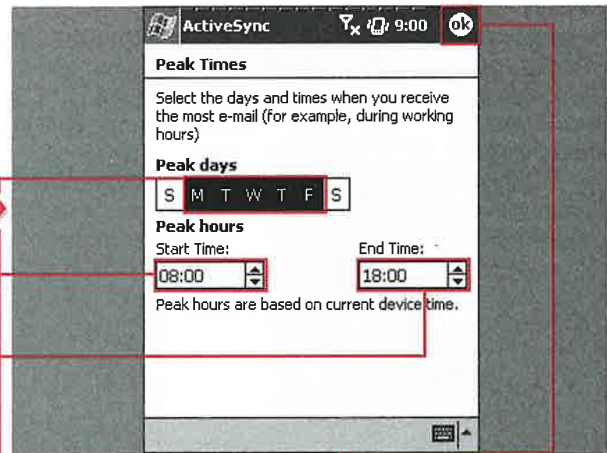 ActiveSync 9:00 ok
Peak Times
Select the days and times when you receive
the most e-mail (for example, during working
hours)
Peak days
S M T W T F S
Peak hours
Start Time: End Time:
08:00 18:00
Peak hours are based on current device time.